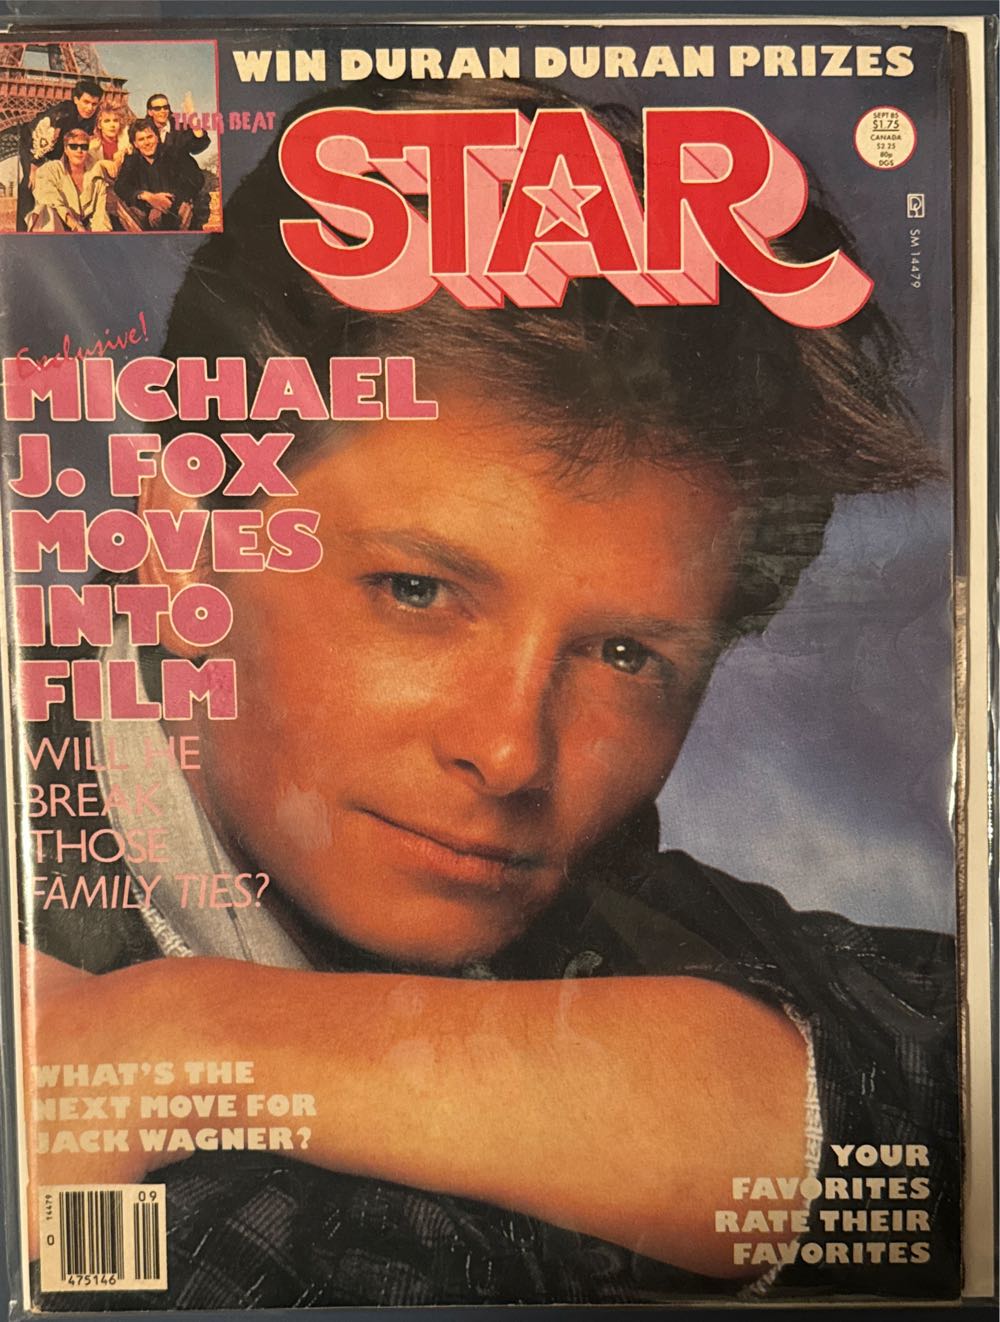 WIN DURAN DURAN PRIZES
TIGER BEAT
STAR
SEPT 85
$1.75
CANADA
$2.25
80p
DGS
SM 14479
Exclusive!
MICHAEL
J. FOX
MOVES
INTO
FILM
WILL HE
BREAK
THOSE
FAMILY TIES?
WHAT'S THE
NEXT MOVE FOR
JACK WAGNER?
YOUR
FAVORITES
RATE THEIR
FAVORITES
14479
09
0
475146